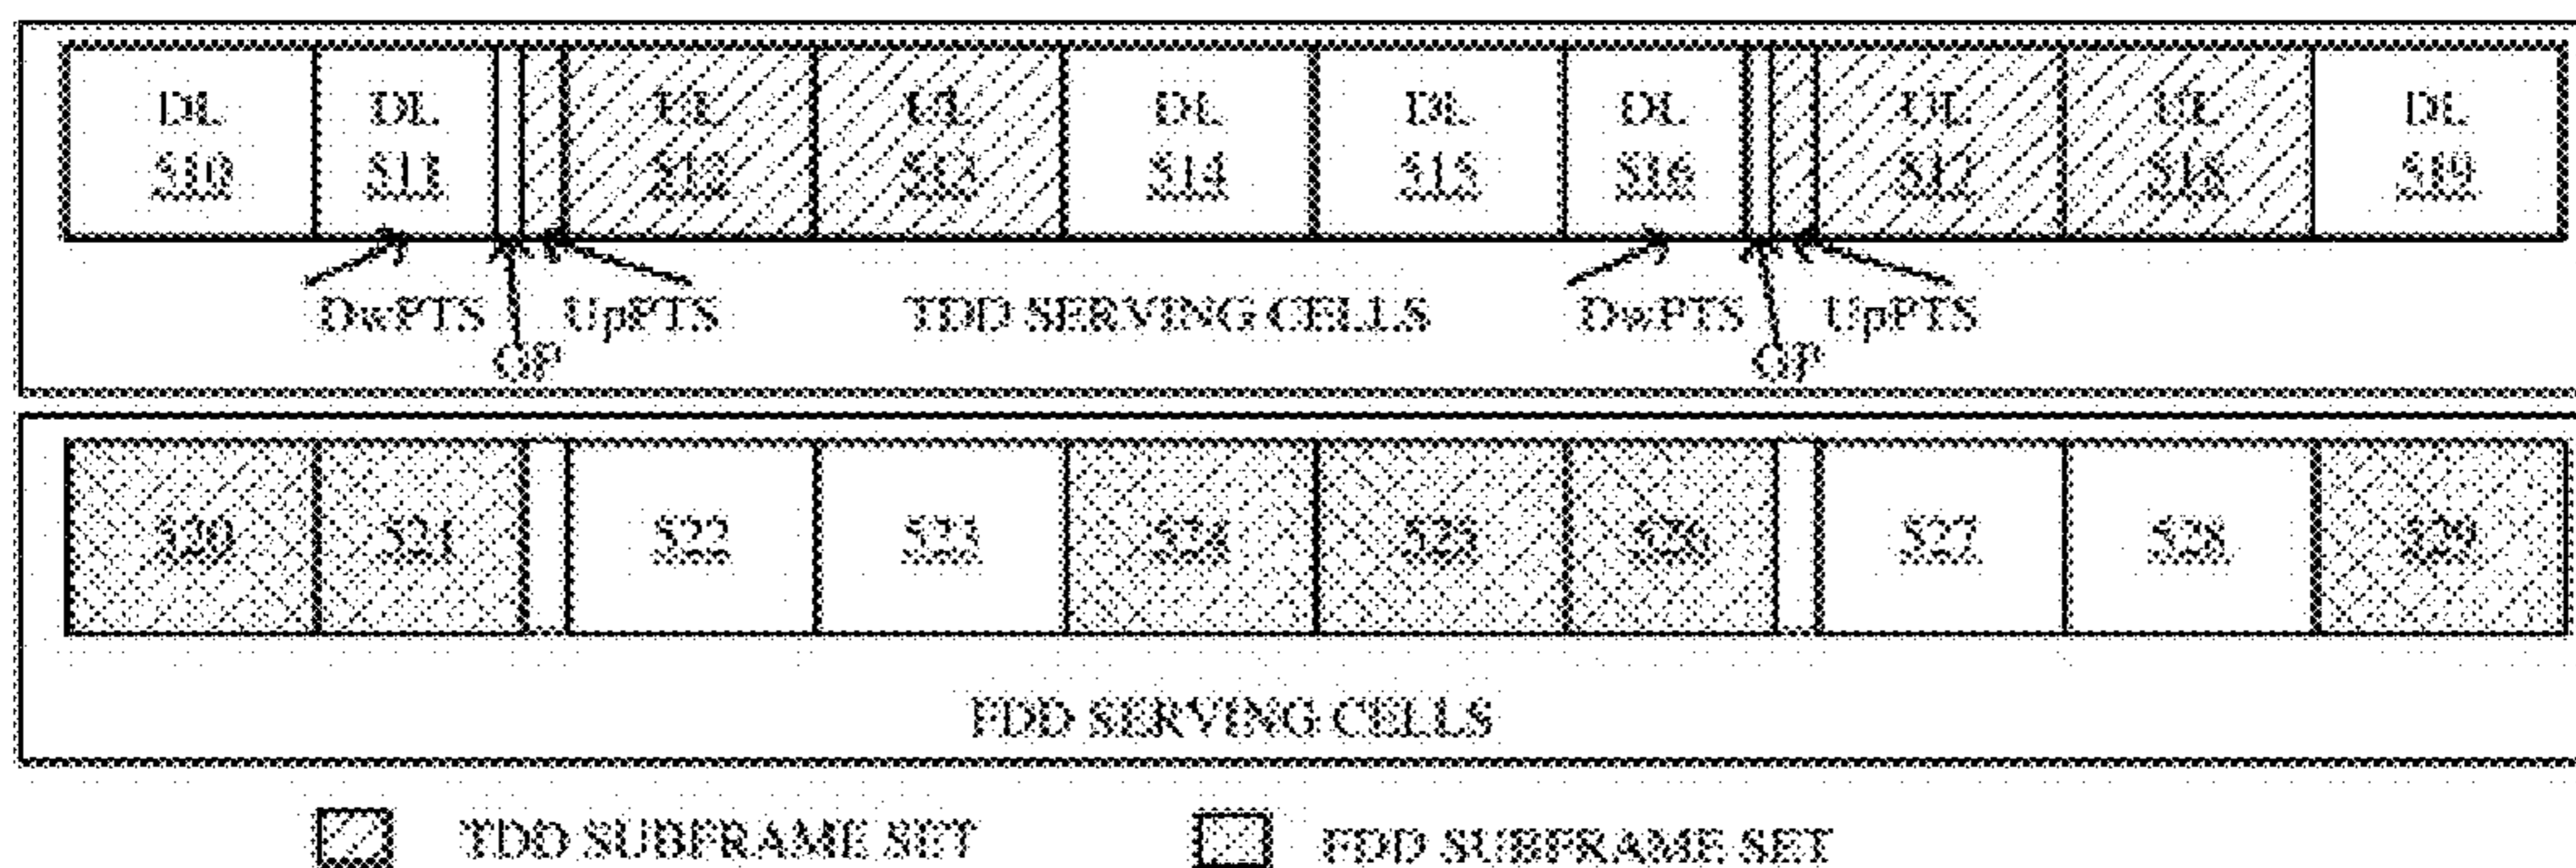 DL DL UL UL DL DL DL UL UL DL
S10 S11 S12 S13 S14 S15 S16 S17 S18 S19
DwPTS UpPTS TDD SERVING CELLS DwPTS UpPTS
GP GP
S20 S21 S22 S23 S24 S25 S26 S27 S28 S29
FDD SERVING CELLS
TDD SUBFRAME SET FDD SUBFRAME SET